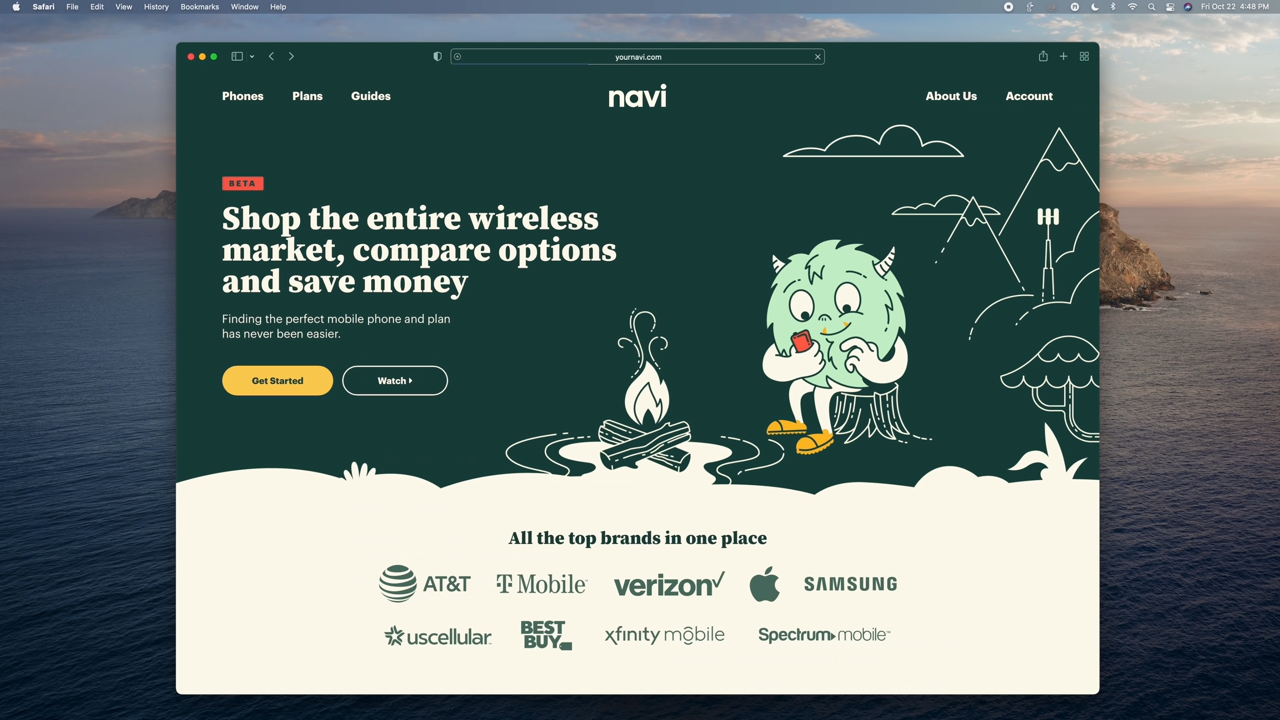 Safari File Edit View History Bookmarks Window Help Fri Oct 22 4:48 PM
yournavi.com
Phones Plans Guides navi About Us Account
BETA
Shop the entire wireless
market, compare options
and save money
Finding the perfect mobile phone and plan
has never been easier.
Get Started Watch
All the top brands in one place
AT&T T Mobile verizon SAMSUNG
uscellular BEST BUY xfinity mobile Spectrum mobile™